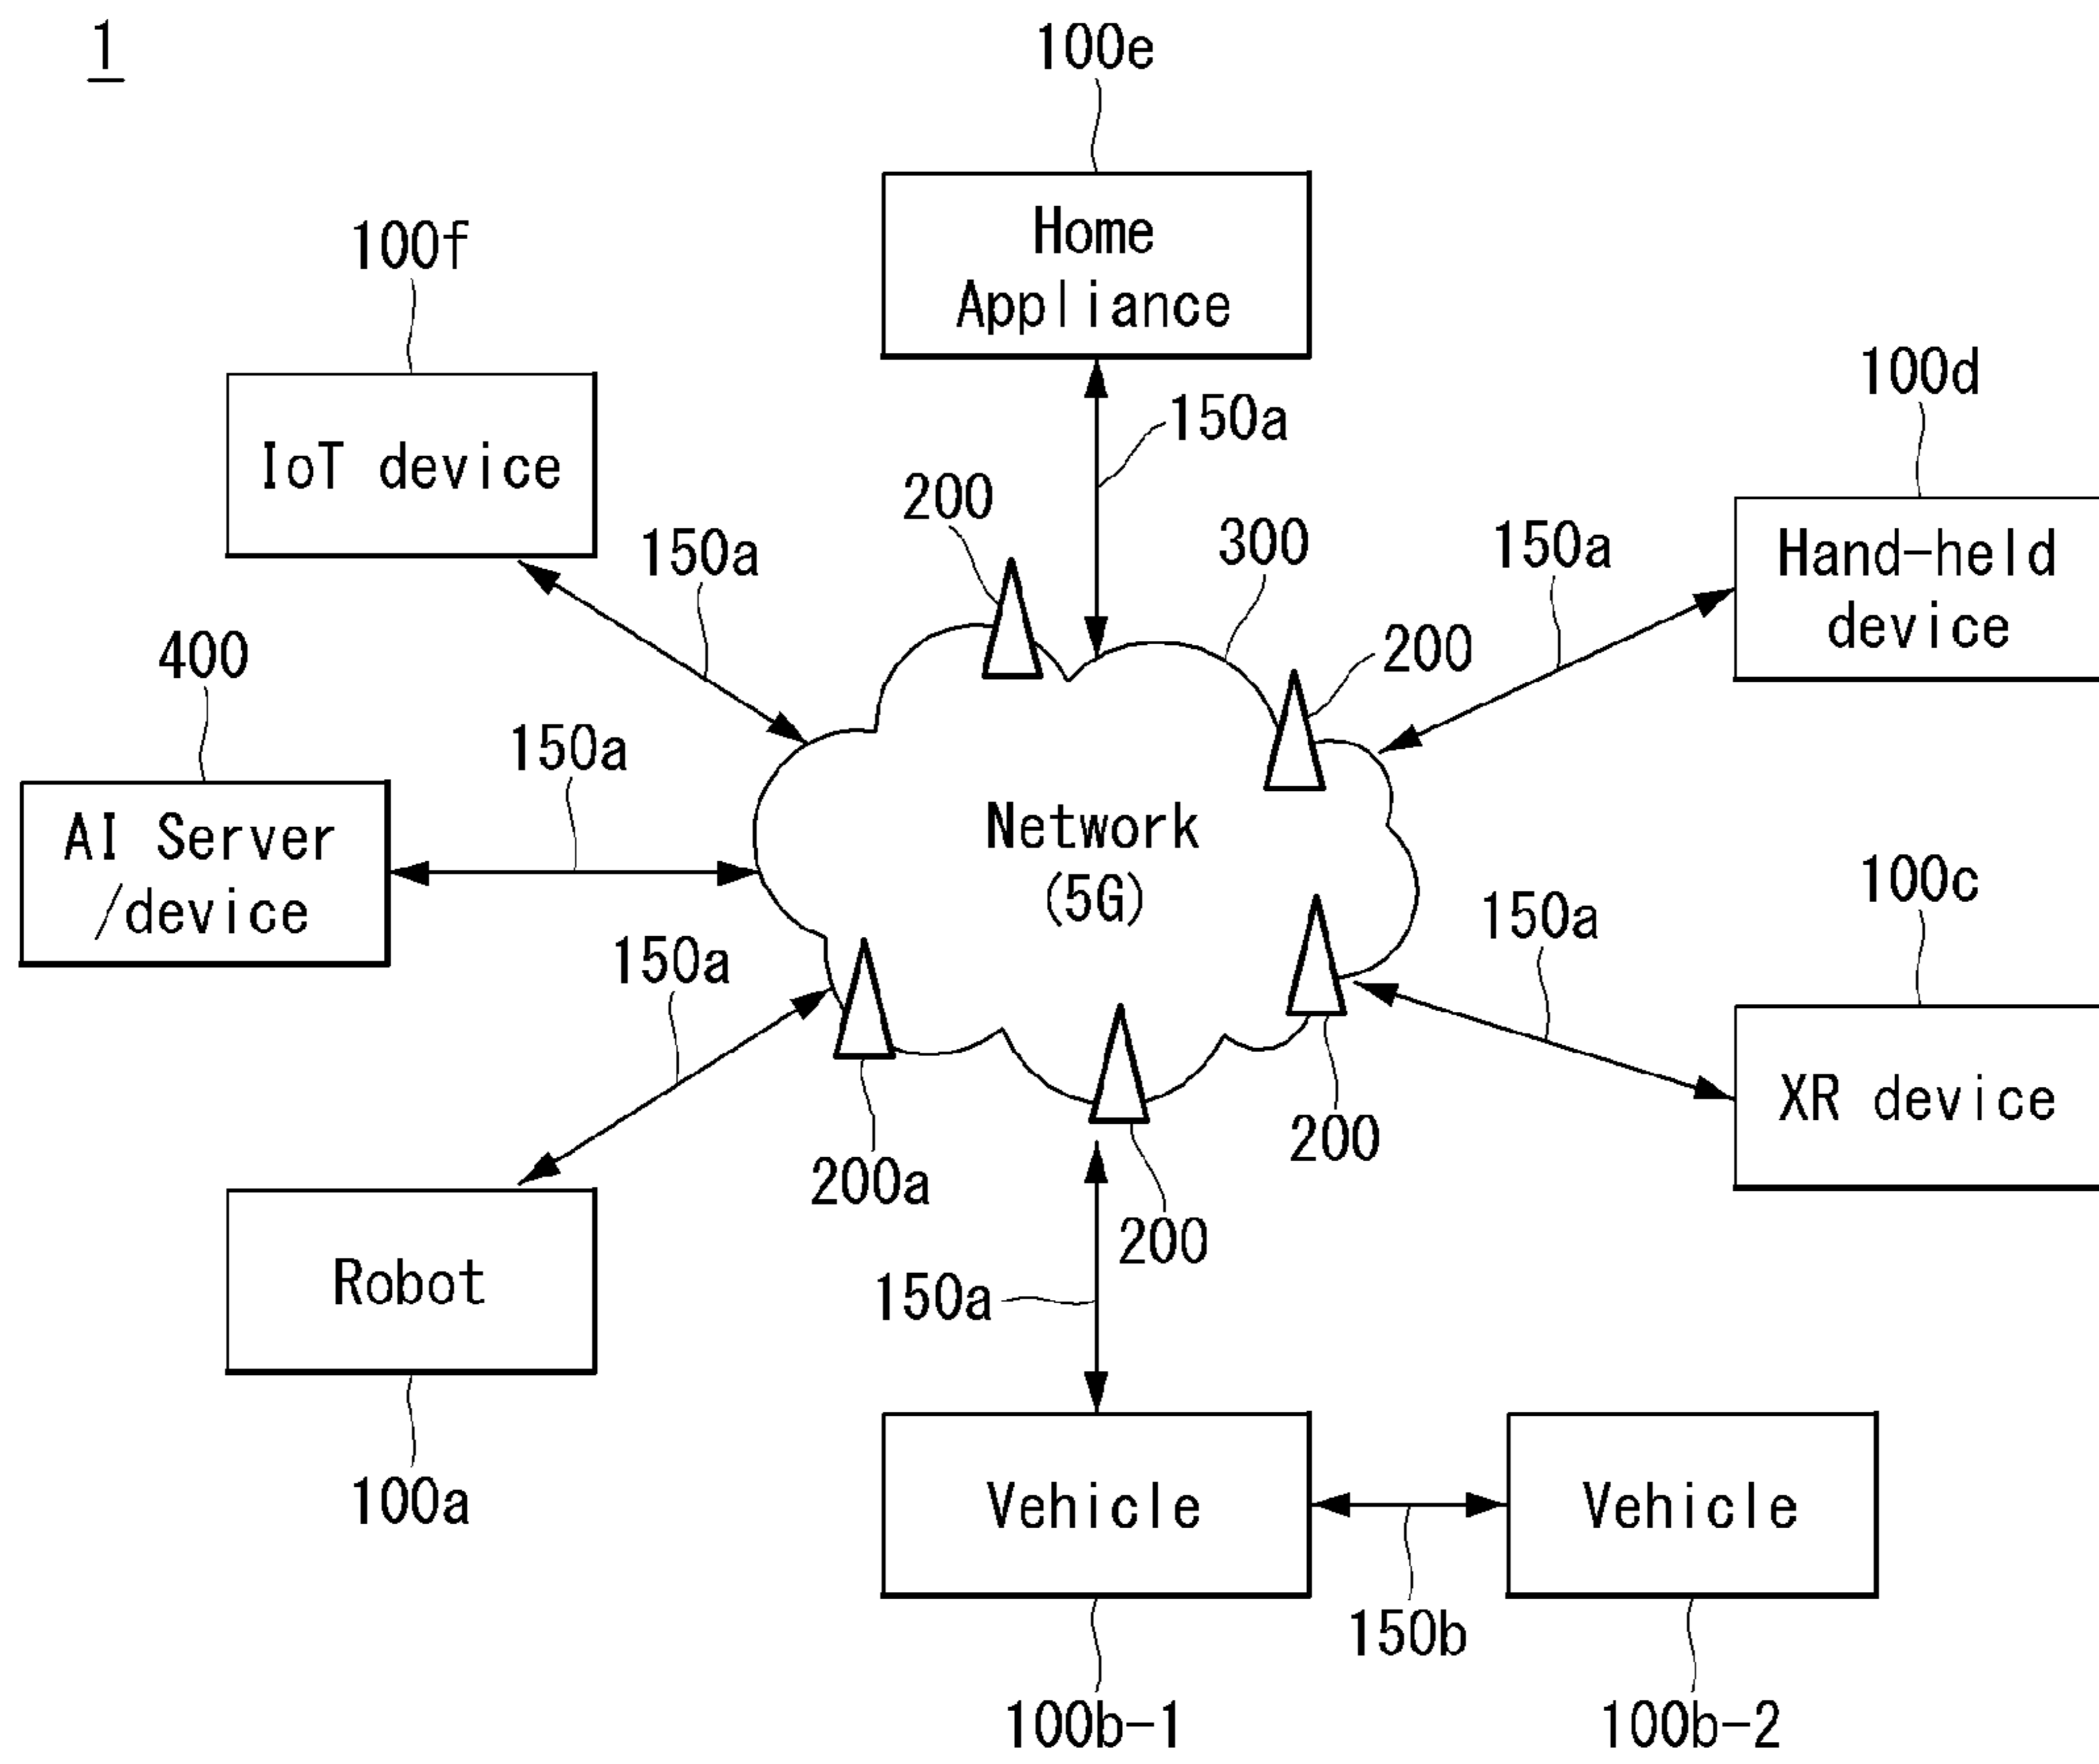 1
100e
Home
Appliance
100f
IoT device
150a
100d
Hand-held
device
200
300
150a
150a
200
400
AI Server
/device
150a
Network
(5G)
100c
XR device
150a
150a
200a
200
200
Robot
100a
150a
Vehicle
Vehicle
150b
100b-1
100b-2